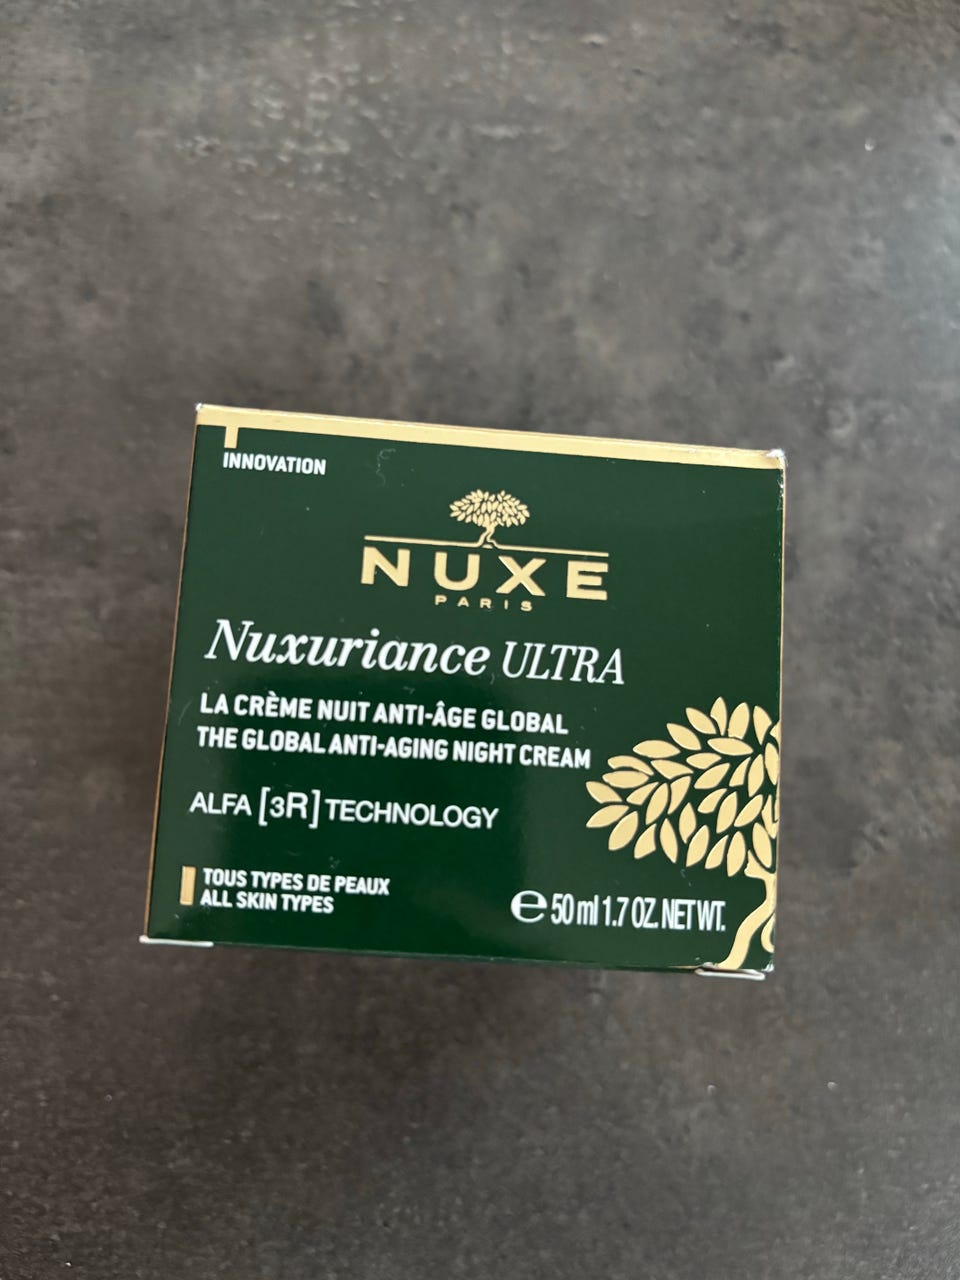 INNOVATION
NUXE
PARIS
Nuxuriance ULTRA
LA CRÈME NUIT ANTI-ÂGE GLOBAL
THE GLOBAL ANTI-AGING NIGHT CREAM
ALFA [3R] TECHNOLOGY
TOUS TYPES DE PEAUX
ALL SKIN TYPES
℮ 50 ml 1.7 OZ. NET WT.